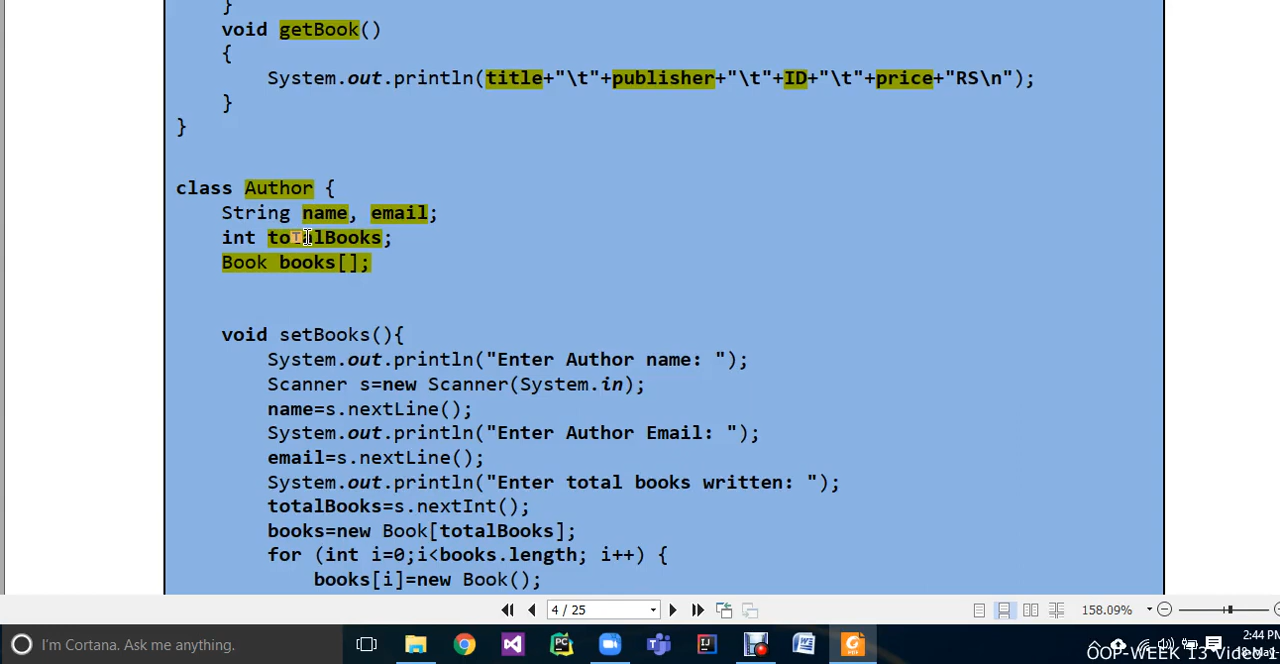 }
void getBook()
{
System.out.println(title+"\t"+publisher+"\t"+ID+"\t"+price+"RS\n");
}
}
class Author {
String name, email;
int totalBooks;
Book books[];
void setBooks(){
System.out.println("Enter Author name: ");
Scanner s=new Scanner(System.in);
name=s.nextLine();
System.out.println("Enter Author Email: ");
email=s.nextLine();
System.out.println("Enter total books written: ");
totalBooks=s.nextInt();
books=new Book[totalBooks];
for (int i=0;i<books.length; i++) {
books[i]=new Book();
4 / 25
158.09%
I'm Cortana. Ask me anything.
2:44 PM
OOP-WEEK 13 Video-1